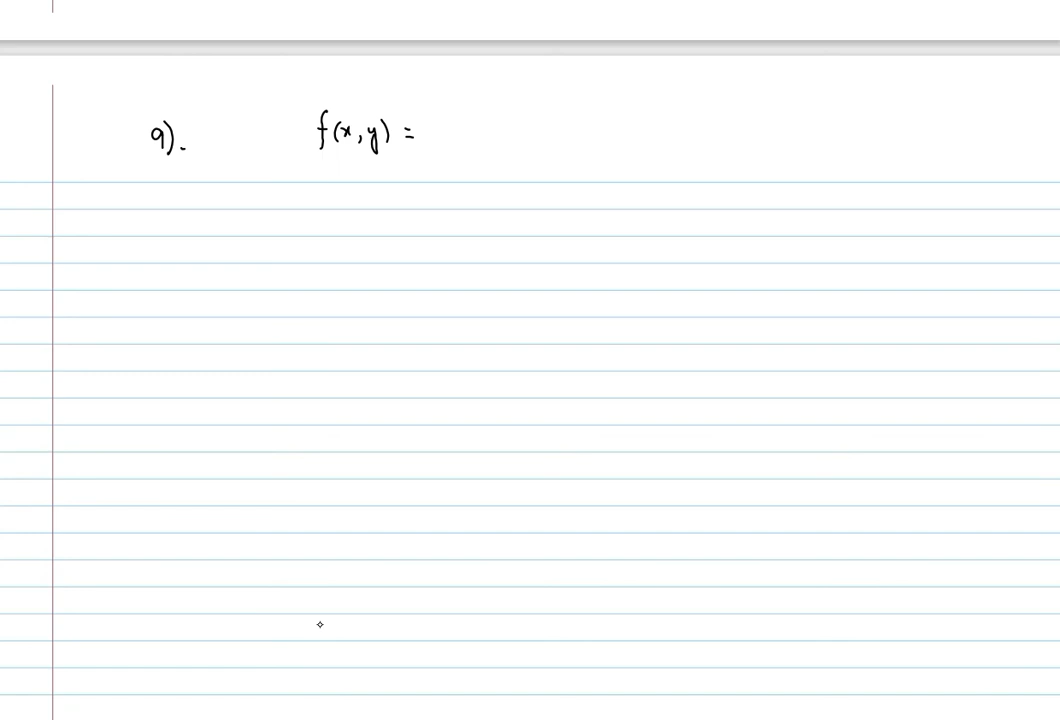 9). f(x,y) =